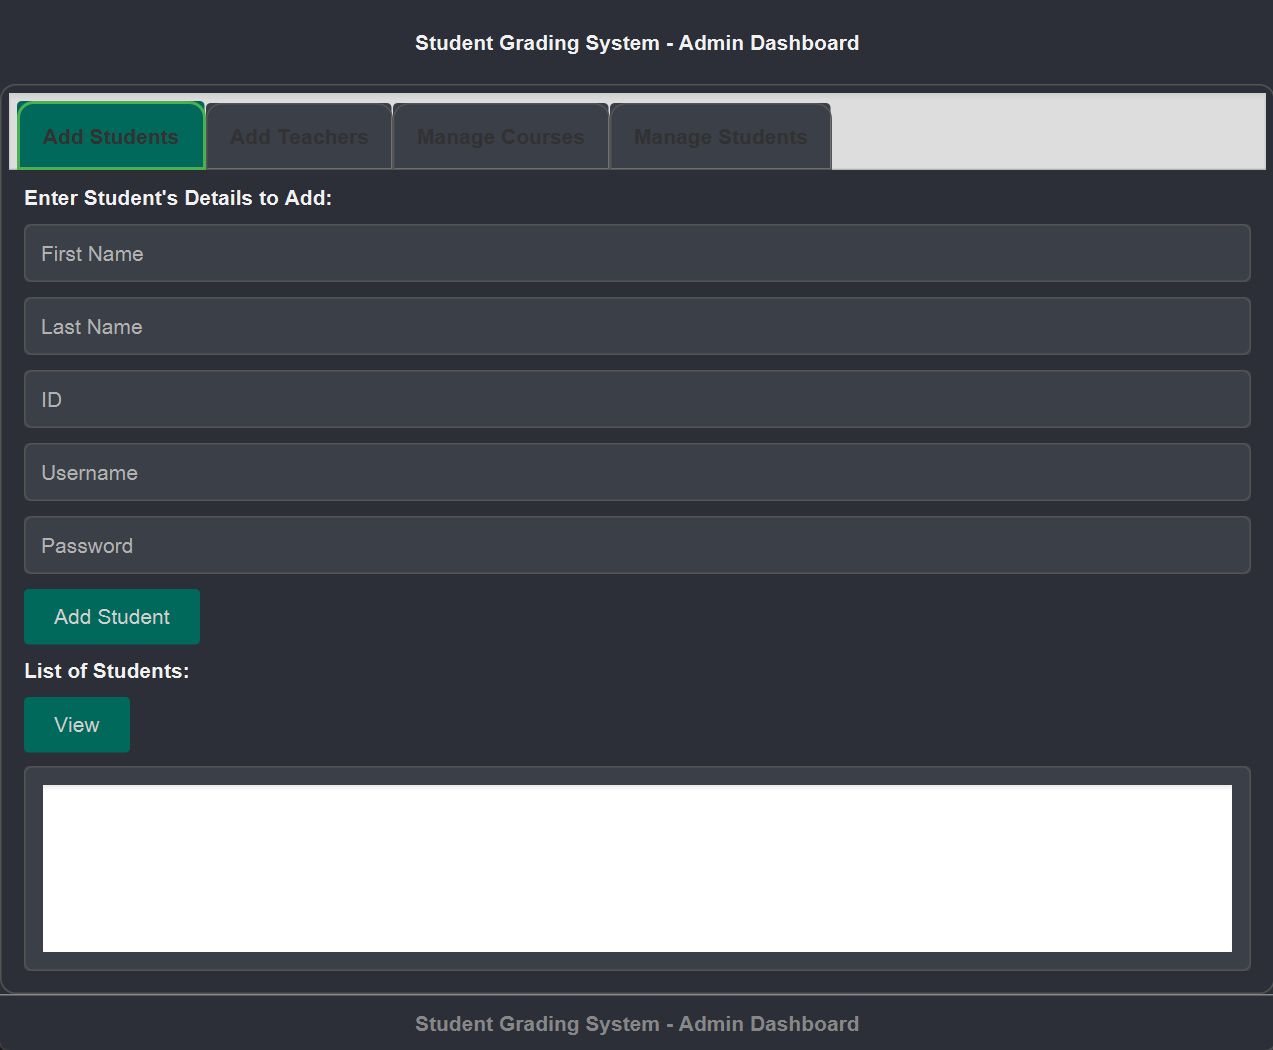 Student Grading System - Admin Dashboard
Add Students Add Teachers Manage Courses Manage Students
Enter Student's Details to Add:
First Name
Last Name
ID
Username
Password
Add Student
List of Students:
View
Student Grading System - Admin Dashboard